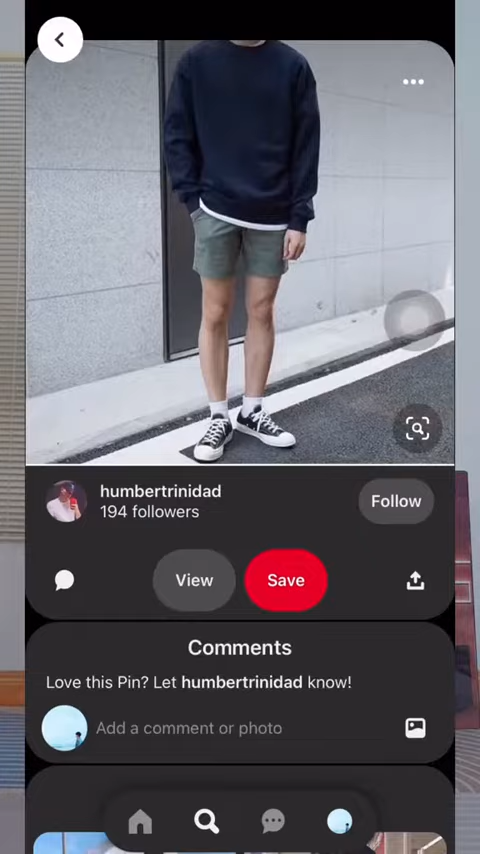 humbertrinidad
194 followers
Follow
View
Save
Comments
Love this Pin? Let humbertrinidad know!
Add a comment or photo